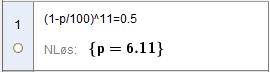 1
(1-p/100)^11=0.5
NLøs: {p = 6.11}